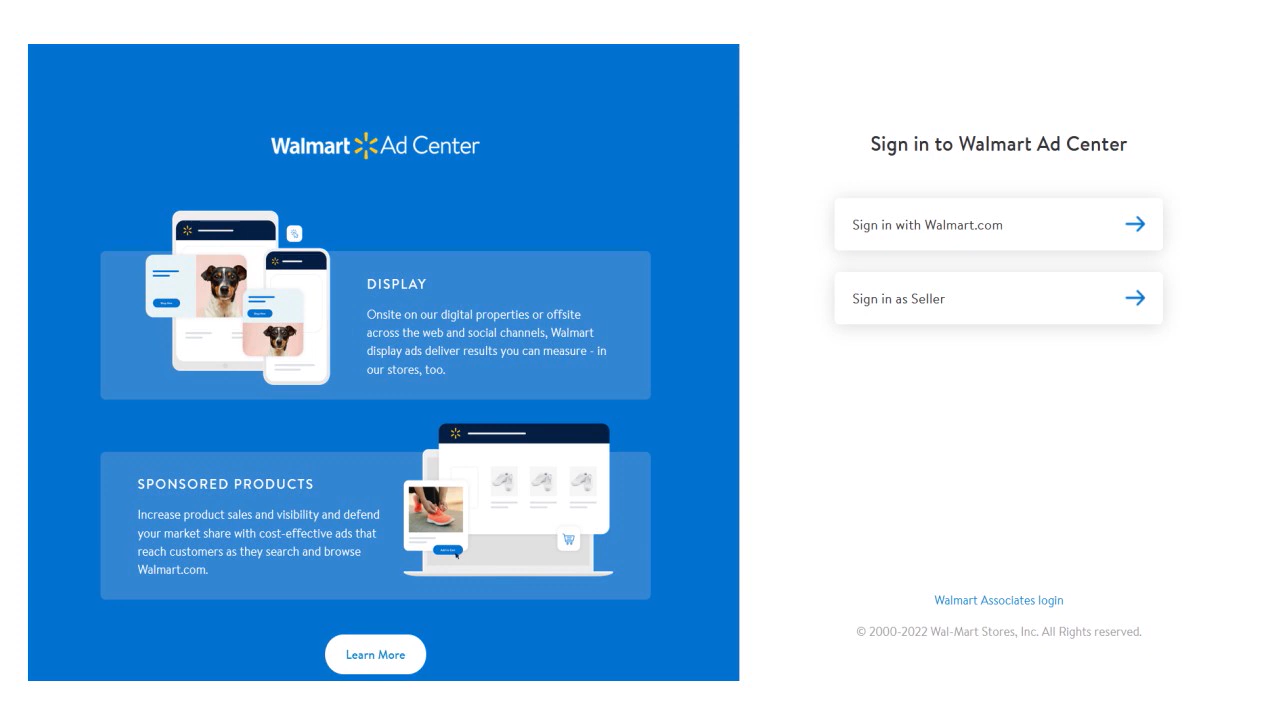 Walmart Ad Center
DISPLAY
Onsite on our digital properties or offsite
across the web and social channels, Walmart
display ads deliver results you can measure - in
our stores, too.
SPONSORED PRODUCTS
Increase product sales and visibility and defend
your market share with cost-effective ads that
reach customers as they search and browse
Walmart.com.
Learn More
Sign in to Walmart Ad Center
Sign in with Walmart.com
Sign in as Seller
Walmart Associates login
© 2000-2022 Wal-Mart Stores, Inc. All Rights reserved.